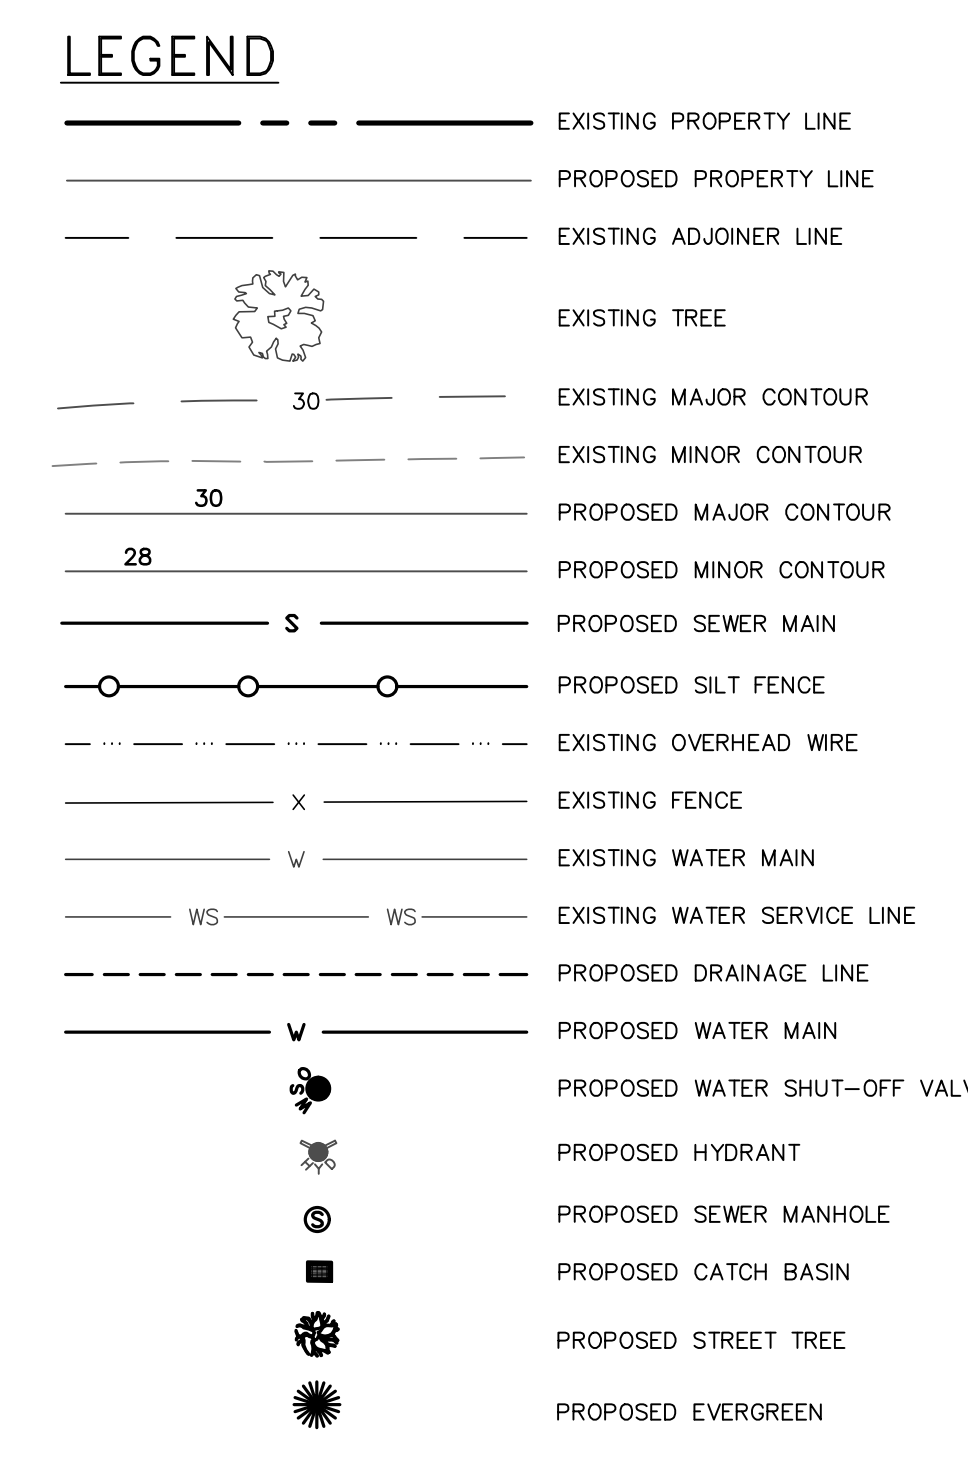 LEGEND
EXISTING PROPERTY LINE
PROPOSED PROPERTY LINE
EXISTING ADJOINER LINE
EXISTING TREE
30 EXISTING MAJOR CONTOUR
EXISTING MINOR CONTOUR
30 PROPOSED MAJOR CONTOUR
28 PROPOSED MINOR CONTOUR
S PROPOSED SEWER MAIN
PROPOSED SILT FENCE
EXISTING OVERHEAD WIRE
X EXISTING FENCE
W EXISTING WATER MAIN
WS WS EXISTING WATER SERVICE LINE
PROPOSED DRAINAGE LINE
W PROPOSED WATER MAIN
WSO PROPOSED WATER SHUT-OFF
HYD PROPOSED HYDRANT
S PROPOSED SEWER MANHOLE
PROPOSED CATCH BASIN
PROPOSED STREET TREE
PROPOSED EVERGREEN